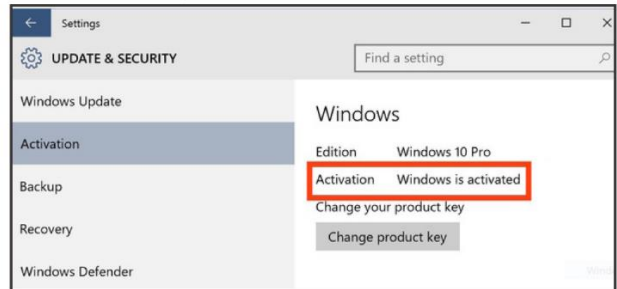 Settings
UPDATE & SECURITY
Find a setting
Windows Update
Activation
Backup
Recovery
Windows Defender
Windows
Edition Windows 10 Pro
Activation Windows is activated
Change your product key
Change product key